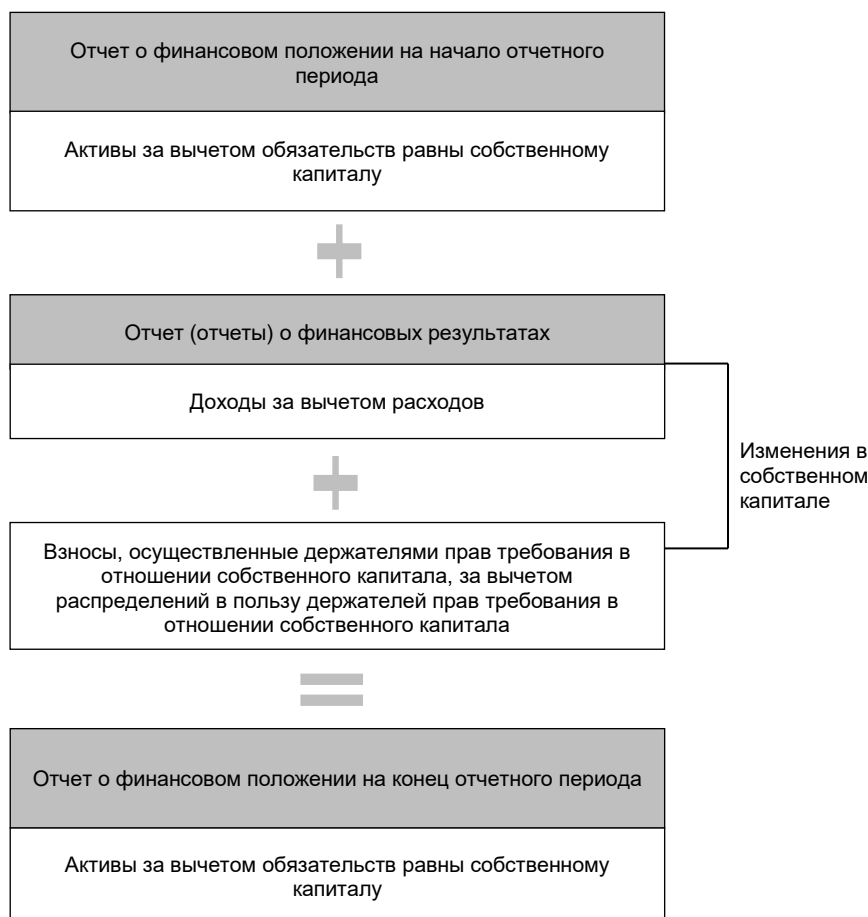 Отчет о финансовом положении на начало отчетного
периода
Активы за вычетом обязательств равны собственному
капиталу
Отчет (отчеты) о финансовых результатах
Доходы за вычетом расходов
Изменения в
собственном
капитале
Взносы, осуществленные держателями прав требования в
отношении собственного капитала, за вычетом
распределений в пользу держателей прав требования в
отношении собственного капитала
Отчет о финансовом положении на конец отчетного периода
Активы за вычетом обязательств равны собственному
капиталу